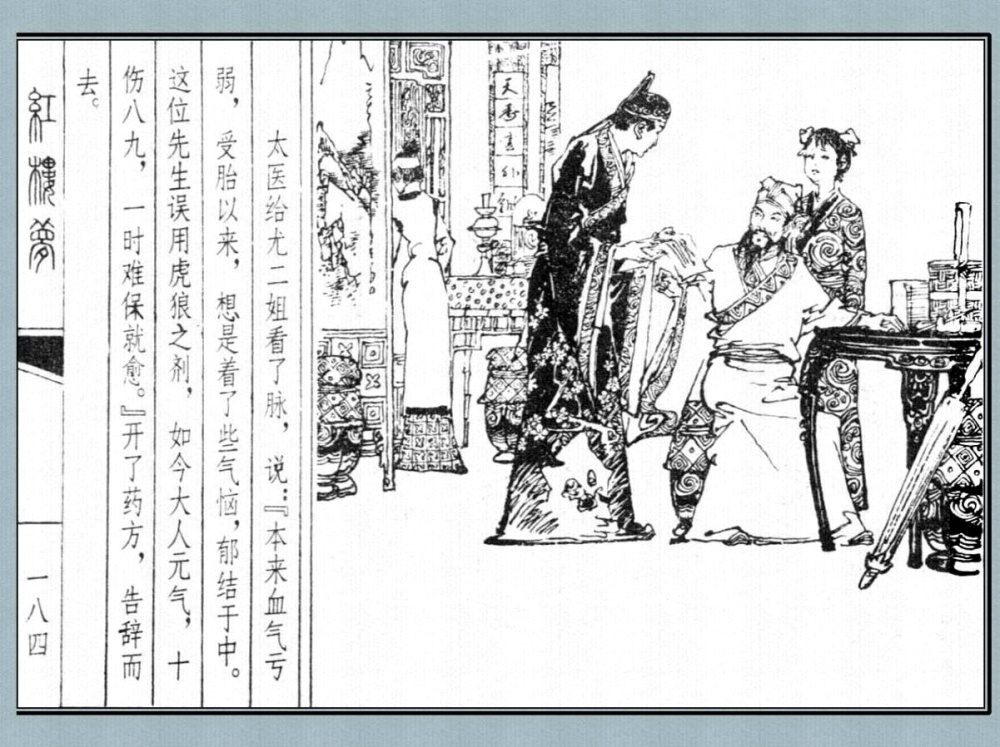 太医给尤二姐看了脉，说：『本来血气亏
弱，受胎以来，想是着了些气恼，郁结于中。
这位先生误用虎狼之剂，如今大人元气，十
伤八九，一时难保就愈。』开了药方，告辞而
去。
紅樓夢
一八四